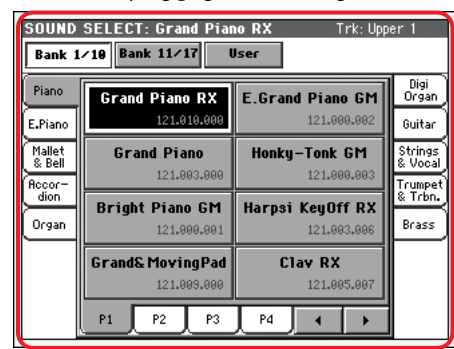 SOUND SELECT: Grand Piano RX Trk: Upper 1
Bank 1/10 Bank 11/17 User
Piano
E.Piano
Mallet
& Bell
Accor-
dion
Organ
Grand Piano RX
121.010.000
E.Grand Piano GM
121.000.002
Grand Piano
121.003.000
Honky-Tonk GM
121.000.003
Bright Piano GM
121.000.001
Harpsi KeyOff RX
121.003.006
Grand&MovingPad
121.009.000
Clav RX
121.005.007
Digi
Organ
Guitar
Strings
& Vocal
Trumpet
& Trbn.
Brass
P1 P2 P3 P4